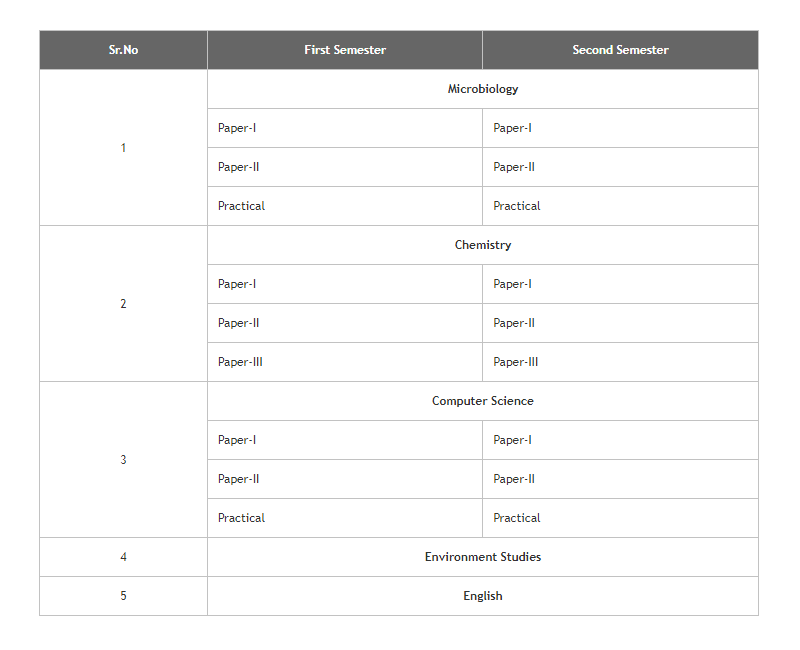 Sr.No First Semester Second Semester
Microbiology
Paper-I Paper-I
1
Paper-II Paper-II
Practical Practical
Chemistry
Paper-I Paper-I
2
Paper-II Paper-II
Paper-III Paper-III
Computer Science
Paper-I Paper-I
3
Paper-II Paper-II
Practical Practical
4 Environment Studies
5 English